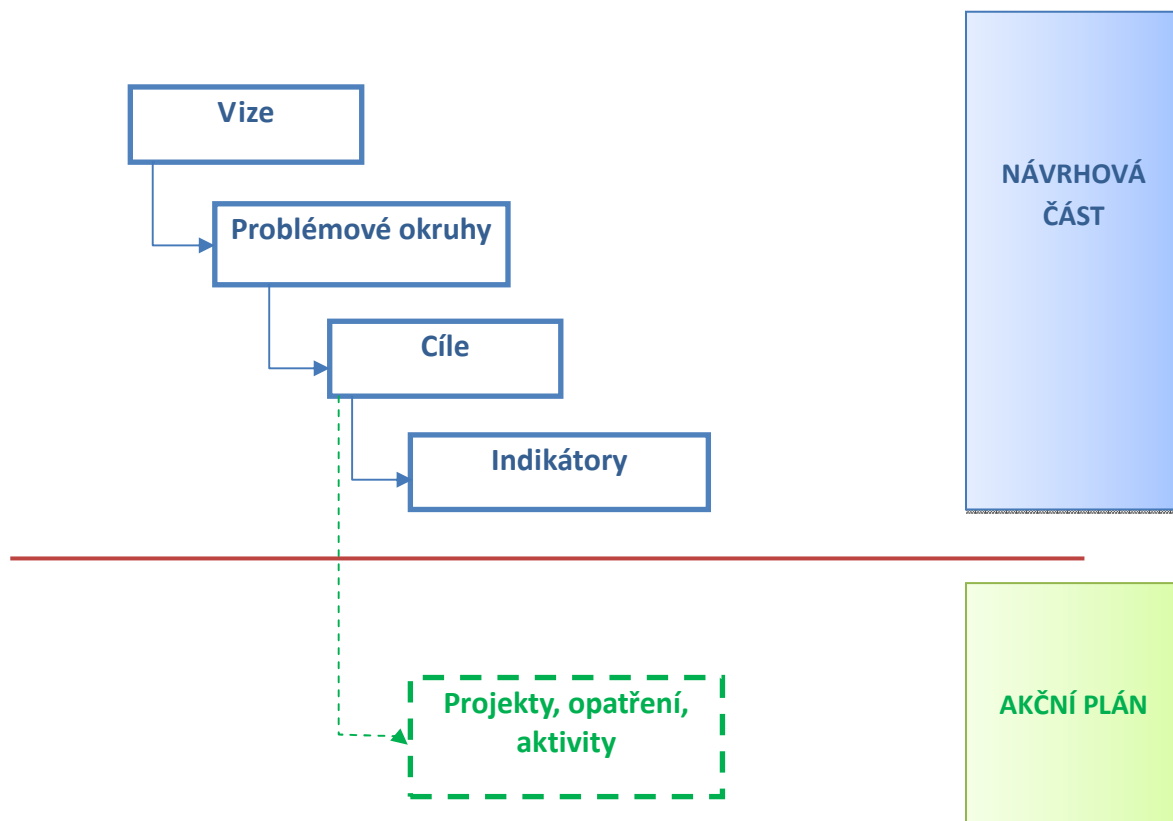 Vize
NÁVRHOVÁ
ČÁST
Problémové okruhy
Cíle
Indikátory
Projekty, opatření,
aktivity
AKČNÍ PLÁN